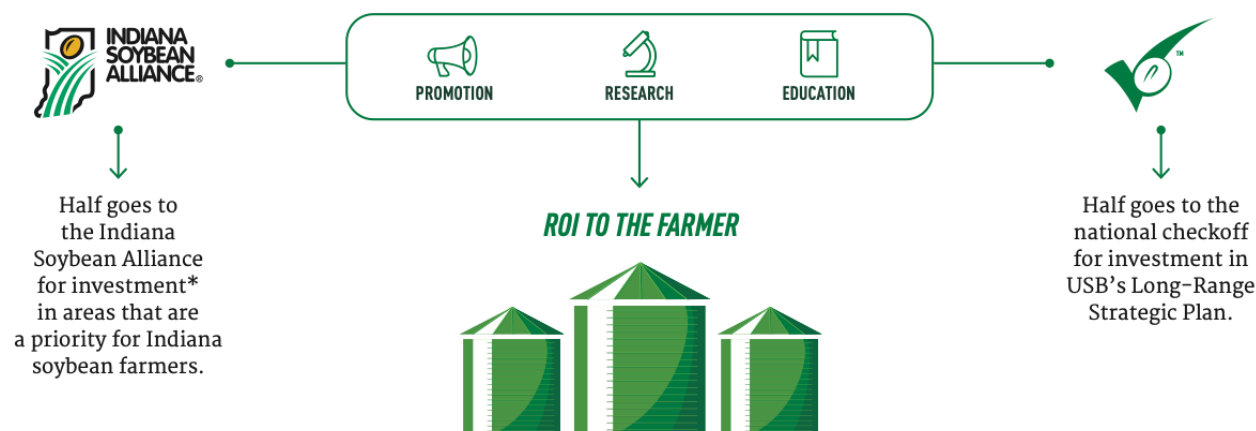 INDIANA
SOYBEAN
ALLIANCE®
PROMOTION
RESEARCH
EDUCATION
™
Half goes to
the Indiana
Soybean Alliance
for investment*
in areas that are
a priority for Indiana
soybean farmers.
ROI TO THE FARMER
Half goes to the
national checkoff
for investment in
USB’s Long-Range
Strategic Plan.